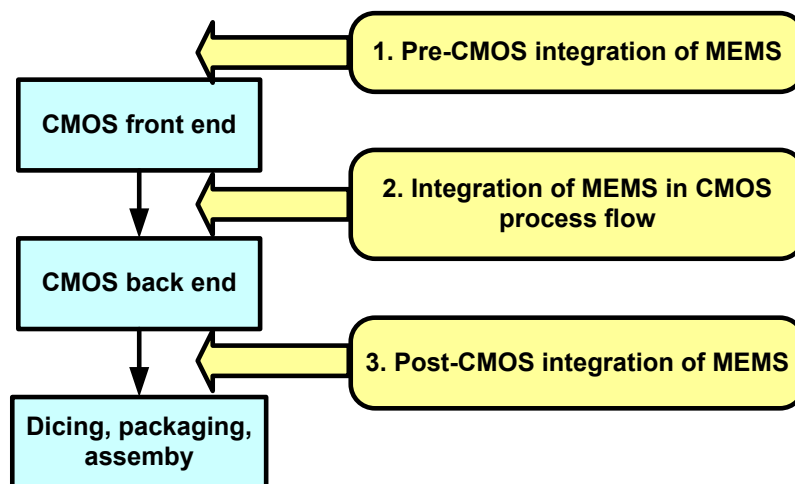 1. Pre-CMOS integration of MEMS
CMOS front end
2. Integration of MEMS in CMOS
process flow
CMOS back end
3. Post-CMOS integration of MEMS
Dicing, packaging,
assemby